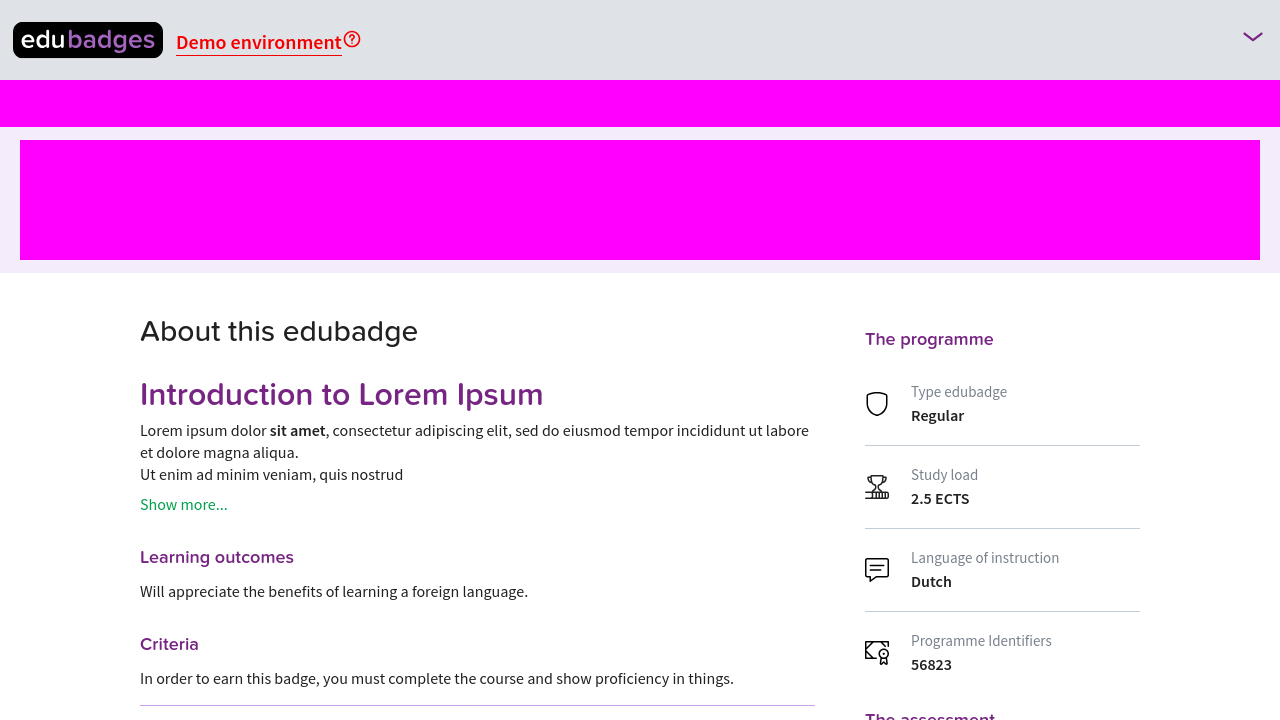 edubadges
Demo environment
About this edubadge
Introduction to Lorem Ipsum
Lorem ipsum dolor sit amet, consectetur adipiscing elit, sed do eiusmod tempor incididunt ut labore
et dolore magna aliqua.
Ut enim ad minim veniam, quis nostrud
Show more...
Learning outcomes
Will appreciate the benefits of learning a foreign language.
Criteria
In order to earn this badge, you must complete the course and show proficiency in things.
The programme
Type edubadge
Regular
Study load
2.5 ECTS
Language of instruction
Dutch
Programme Identifiers
56823
The assessment